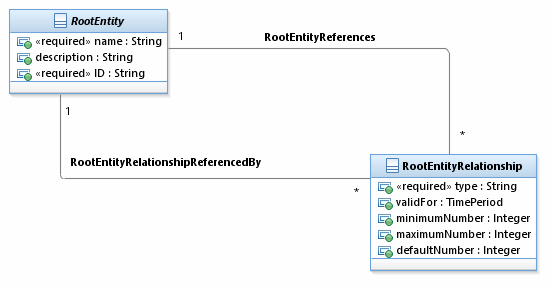 RootEntity
«required» name : String
description : String
«required» ID : String
1
RootEntityReferences
*
1
RootEntityRelationshipReferencedBy
*
RootEntityRelationship
«required» type : String
validFor : TimePeriod
minimumNumber : Integer
maximumNumber : Integer
defaultNumber : Integer